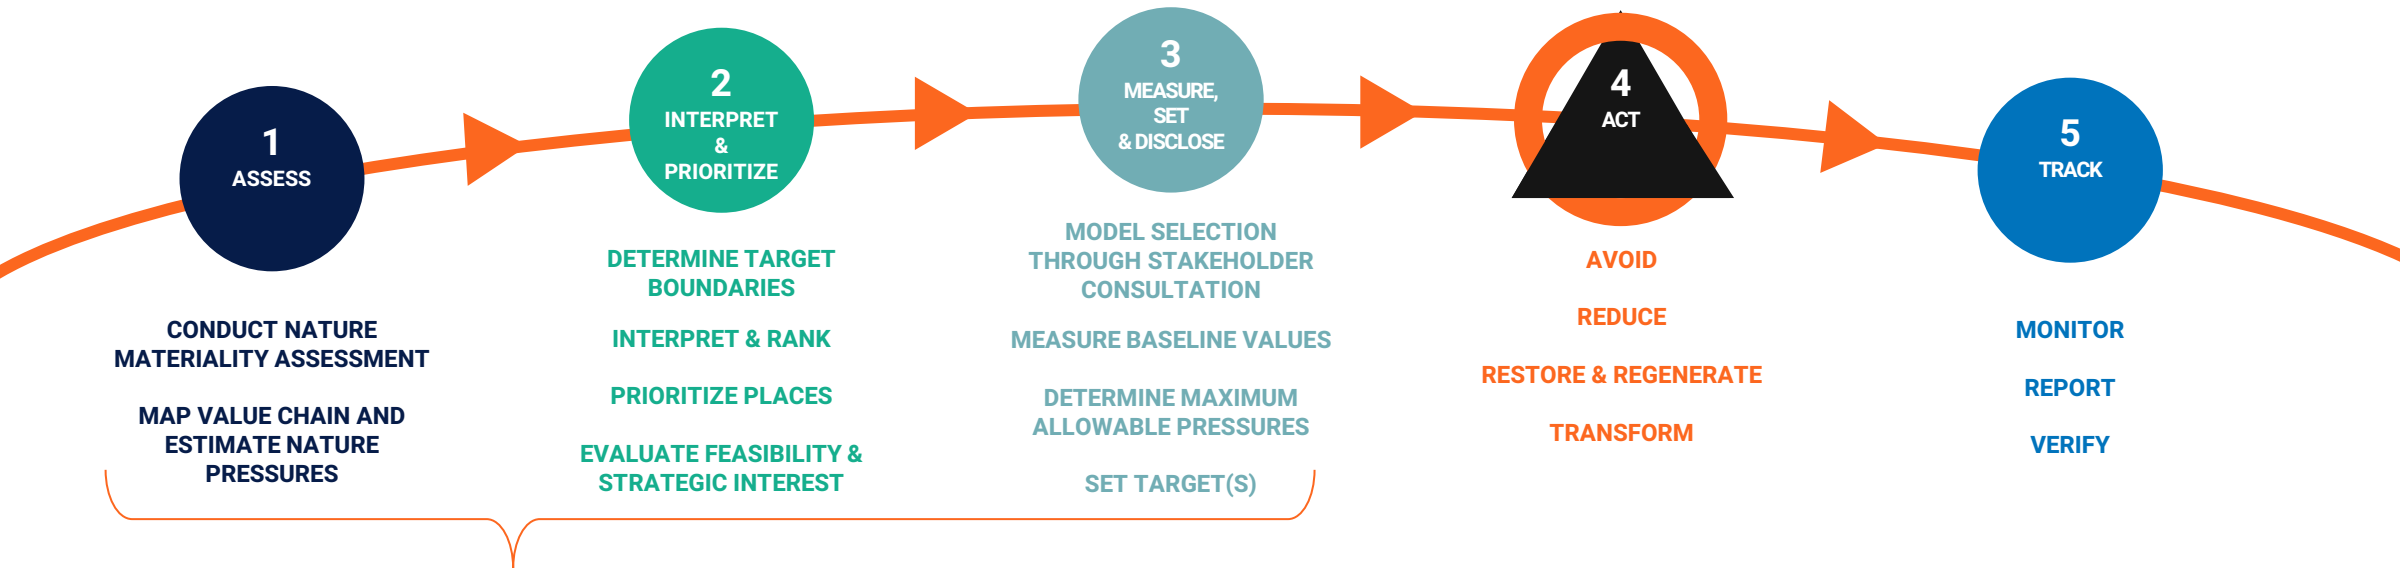 1
ASSESS
CONDUCT NATURE
MATERIALITY ASSESSMENT
MAP VALUE CHAIN AND
ESTIMATE NATURE
PRESSURES
2
INTERPRET
&
PRIORITIZE
DETERMINE TARGET
BOUNDARIES
INTERPRET & RANK
PRIORITIZE PLACES
EVALUATE FEASIBILITY &
STRATEGIC INTEREST
3
MEASURE,
SET
& DISCLOSE
MODEL SELECTION
THROUGH STAKEHOLDER
CONSULTATION
MEASURE BASELINE VALUES
DETERMINE MAXIMUM
ALLOWABLE PRESSURES
SET TARGET(S)
4
ACT
AVOID
REDUCE
RESTORE & REGENERATE
TRANSFORM
5
TRACK
MONITOR
REPORT
VERIFY